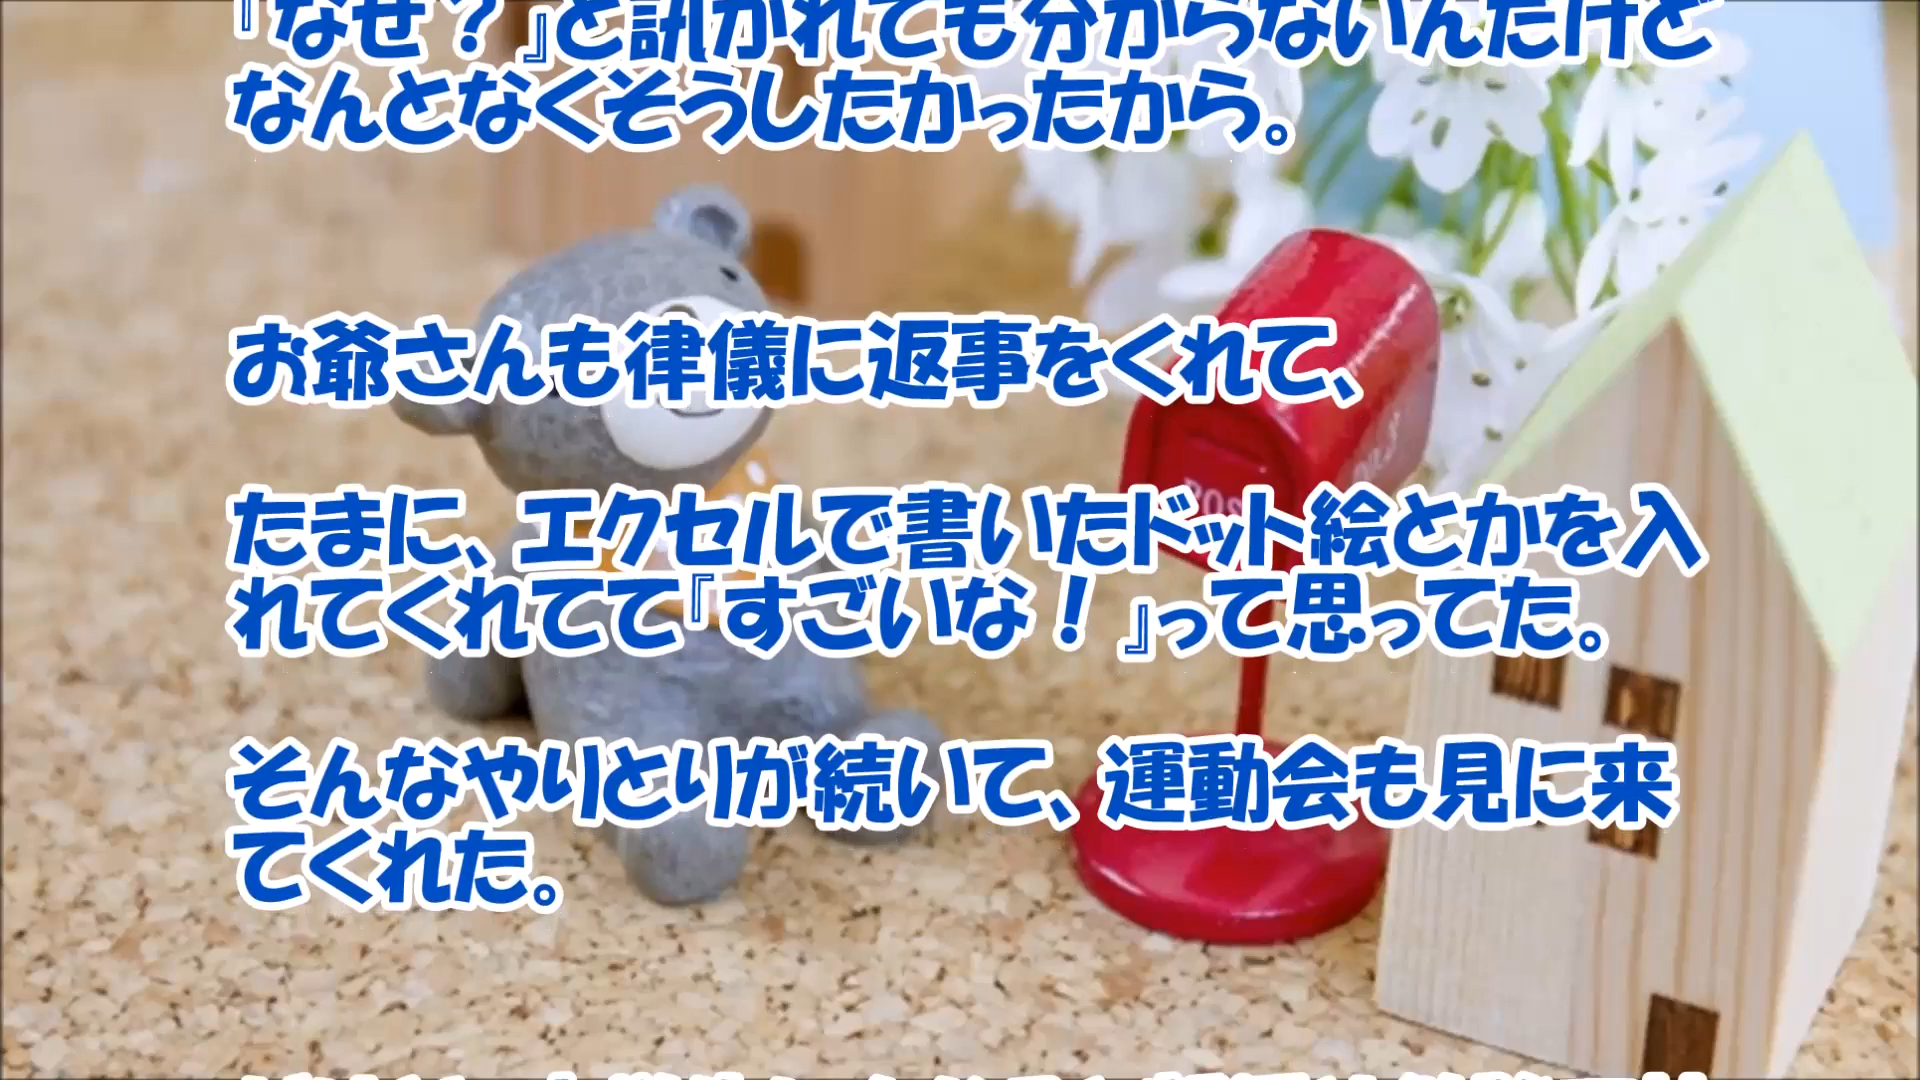 『なぜ？』と訊かれても分からないんだけど
なんとなくそうしたかったから。
お爺さんも律儀に返事をくれて、
たまに、エクセルで書いたドット絵とかを入
れてくれてて『すごいな！』って思ってた。
そんなやりとりが続いて、運動会も見に来
てくれた。